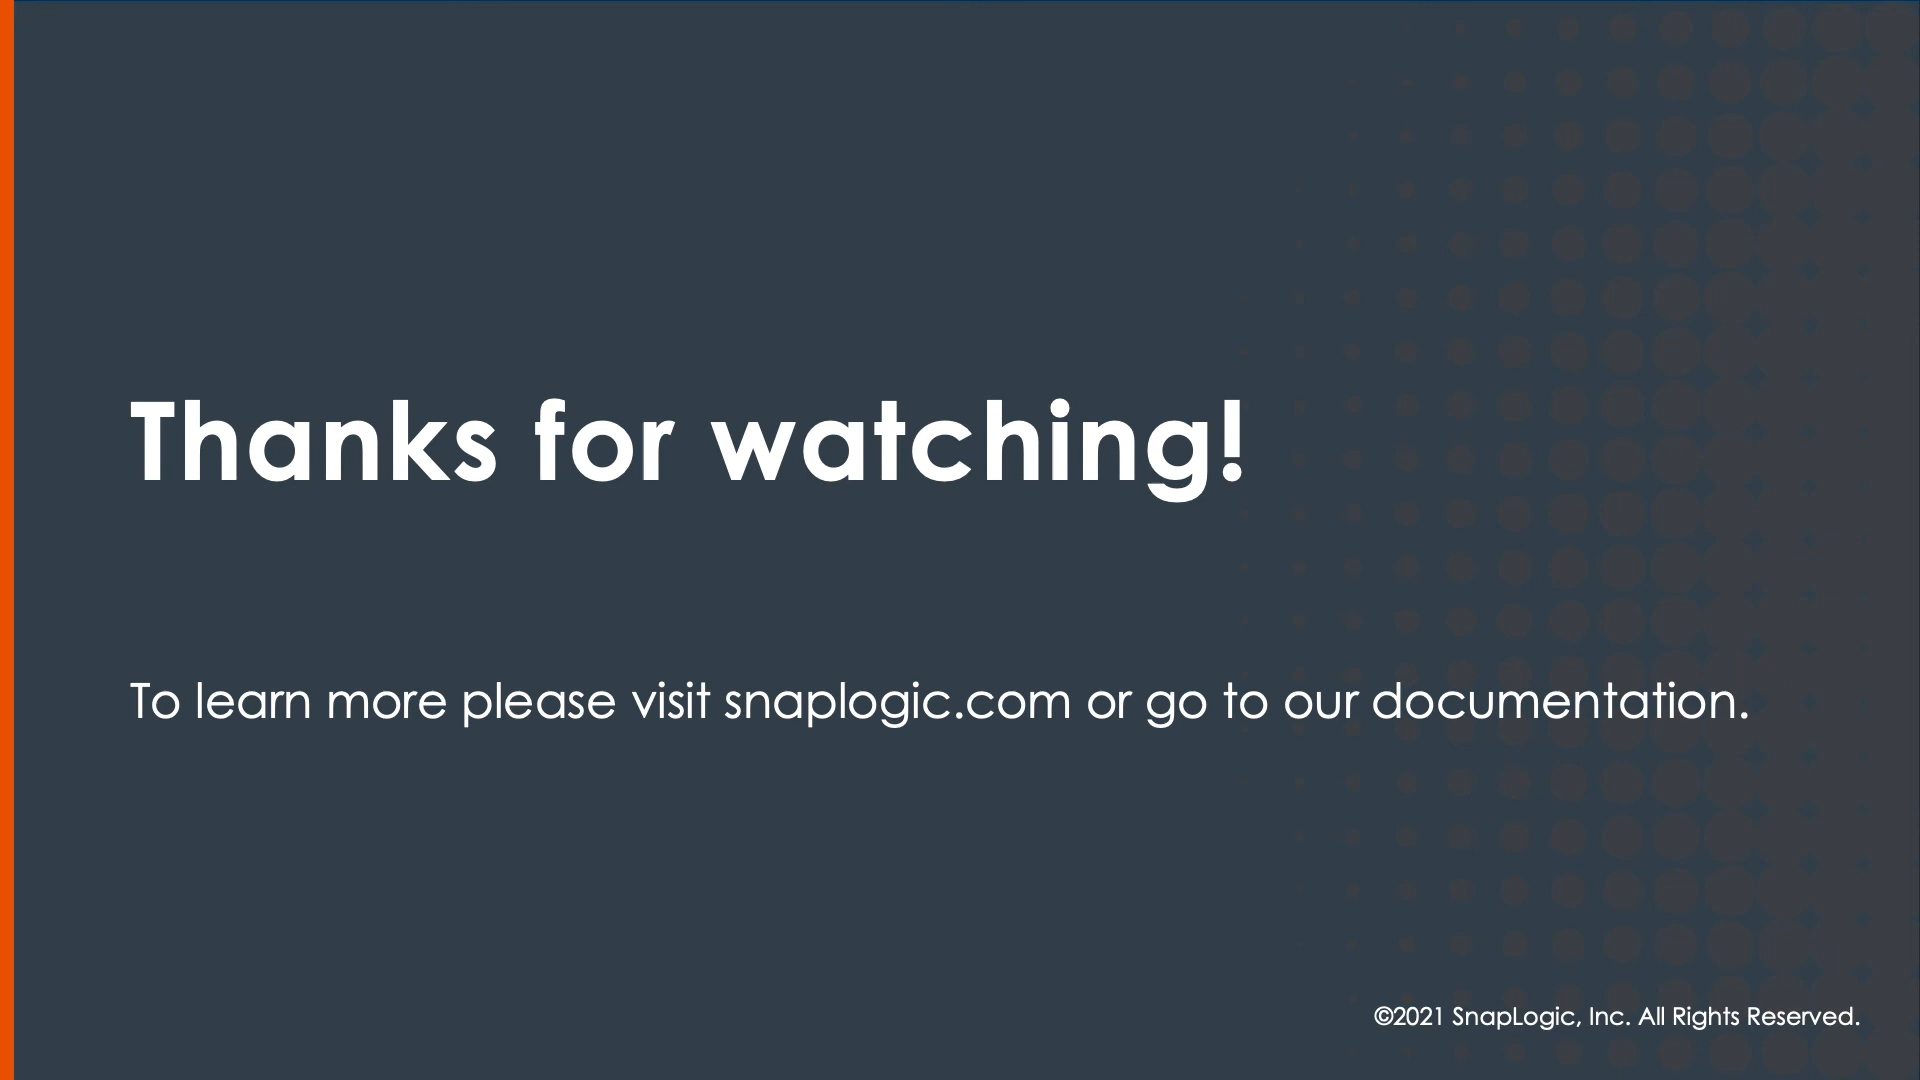 Thanks for watching!
To learn more please visit snaplogic.com or go to our documentation.
©2021 SnapLogic, Inc. All Rights Reserved.